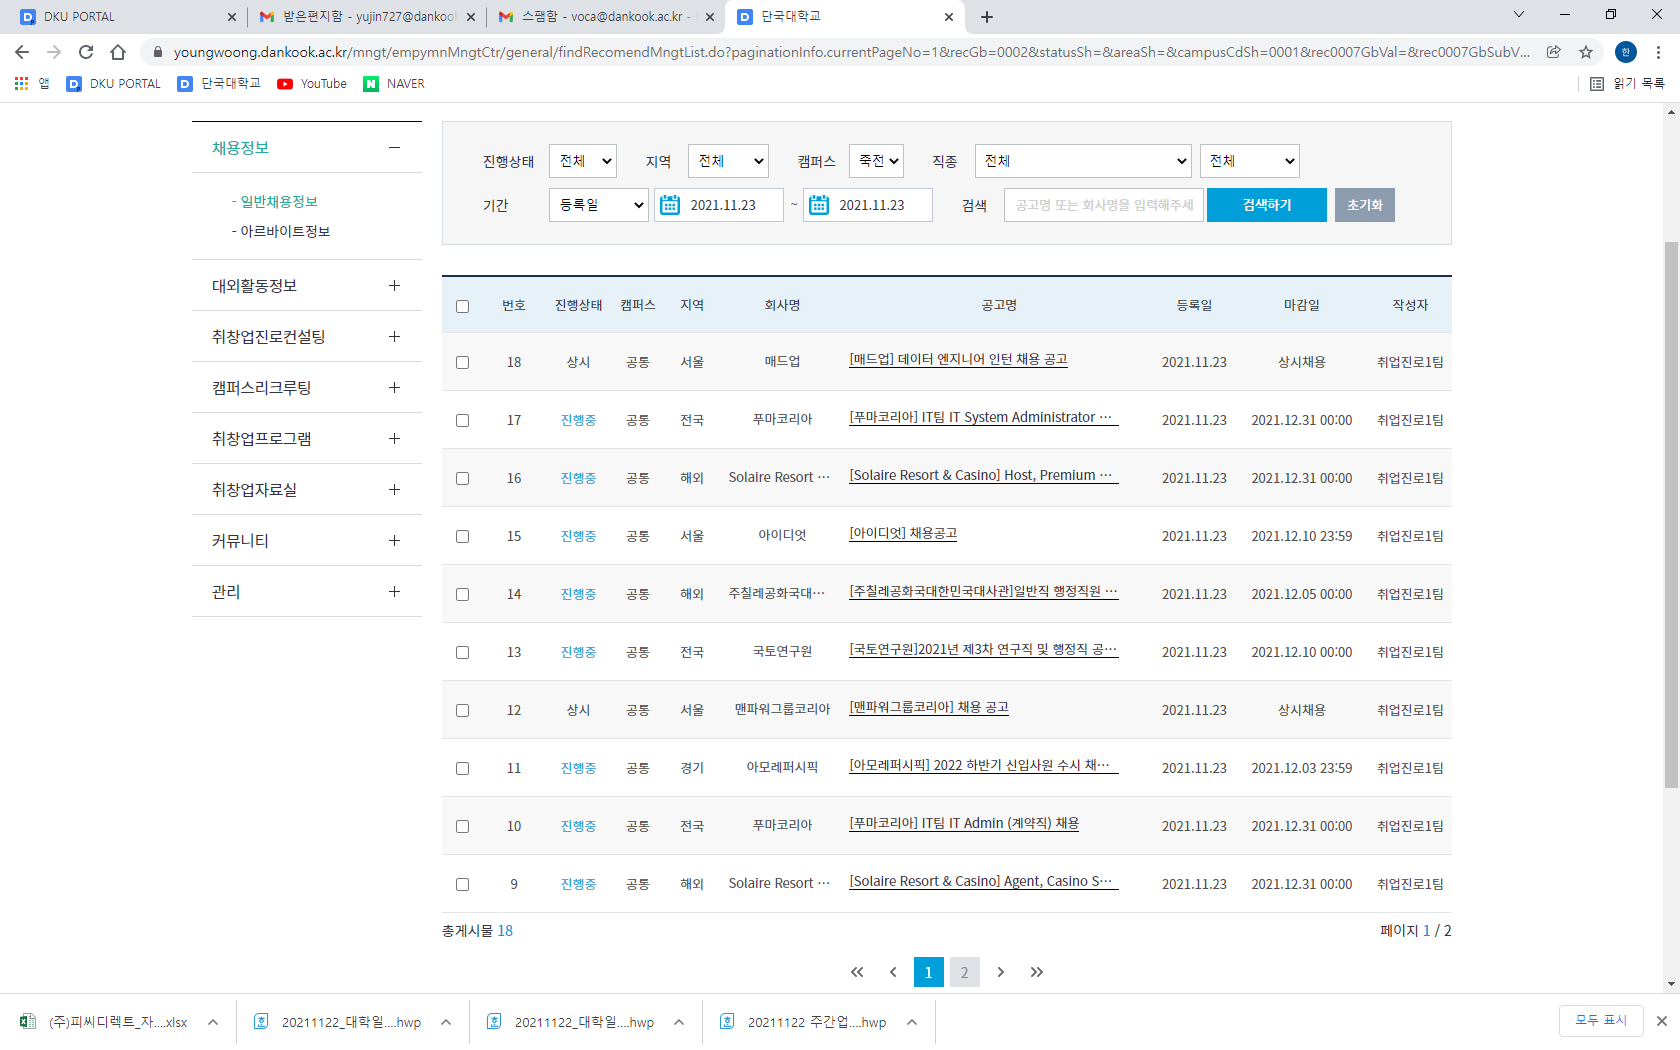 DKU PORTAL
받은편지함 - yujin727@dankook
스팸함 - voca@dankook.ac.kr -
단국대학교
youngwoong.dankook.ac.kr/mngt/empymnMngtCtr/general/findRecomendMngtList.do?paginationInfo.currentPageNo=1&recGb=0002&statusSh=&areaSh=&campusCdSh=0001&rec0007GbVal=&rec0007GbSubV...
한
앱 DKU PORTAL 단국대학교 YouTube NAVER 읽기 목록
채용정보
- 일반채용정보
- 아르바이트정보
대외활동정보
취창업진로컨설팅
캠퍼스리크루팅
취창업프로그램
취창업자료실
커뮤니티
관리
진행상태 전체 지역 전체 캠퍼스 죽전 직종 전체 전체
기간 등록일 2021.11.23 ~ 2021.11.23 검색 공고명 또는 회사명을 입력해주세 검색하기 초기화
번호 진행상태 캠퍼스 지역 회사명 공고명 등록일 마감일 작성자
18 상시 공통 서울 매드업 [매드업] 데이터 엔지니어 인턴 채용 공고 2021.11.23 상시채용 취업진로1팀
17 진행중 공통 전국 푸마코리아 [푸마코리아] IT팀 IT System Administrator ... 2021.11.23 2021.12.31 00:00 취업진로1팀
16 진행중 공통 해외 Solaire Resort ... [Solaire Resort & Casino] Host, Premium ... 2021.11.23 2021.12.31 00:00 취업진로1팀
15 진행중 공통 서울 아이디엇 [아이디엇] 채용공고 2021.11.23 2021.12.10 23:59 취업진로1팀
14 진행중 공통 해외 주칠레공화국대... [주칠레공화국대한민국대사관]일반직 행정직원 ... 2021.11.23 2021.12.05 00:00 취업진로1팀
13 진행중 공통 전국 국토연구원 [국토연구원]2021년 제3차 연구직 및 행정직 공... 2021.11.23 2021.12.10 00:00 취업진로1팀
12 상시 공통 서울 맨파워그룹코리아 [맨파워그룹코리아] 채용 공고 2021.11.23 상시채용 취업진로1팀
11 진행중 공통 경기 아모레퍼시픽 [아모레퍼시픽] 2022 하반기 신입사원 수시 채... 2021.11.23 2021.12.03 23:59 취업진로1팀
10 진행중 공통 전국 푸마코리아 [푸마코리아] IT팀 IT Admin (계약직) 채용 2021.11.23 2021.12.31 00:00 취업진로1팀
9 진행중 공통 해외 Solaire Resort ... [Solaire Resort & Casino] Agent, Casino S... 2021.11.23 2021.12.31 00:00 취업진로1팀
총게시물 18 페이지 1 / 2
1 2
(주)피씨디렉트_자....xlsx 20211122_대학일....hwp 20211122_대학일....hwp 20211122 주간업....hwp 모두 표시